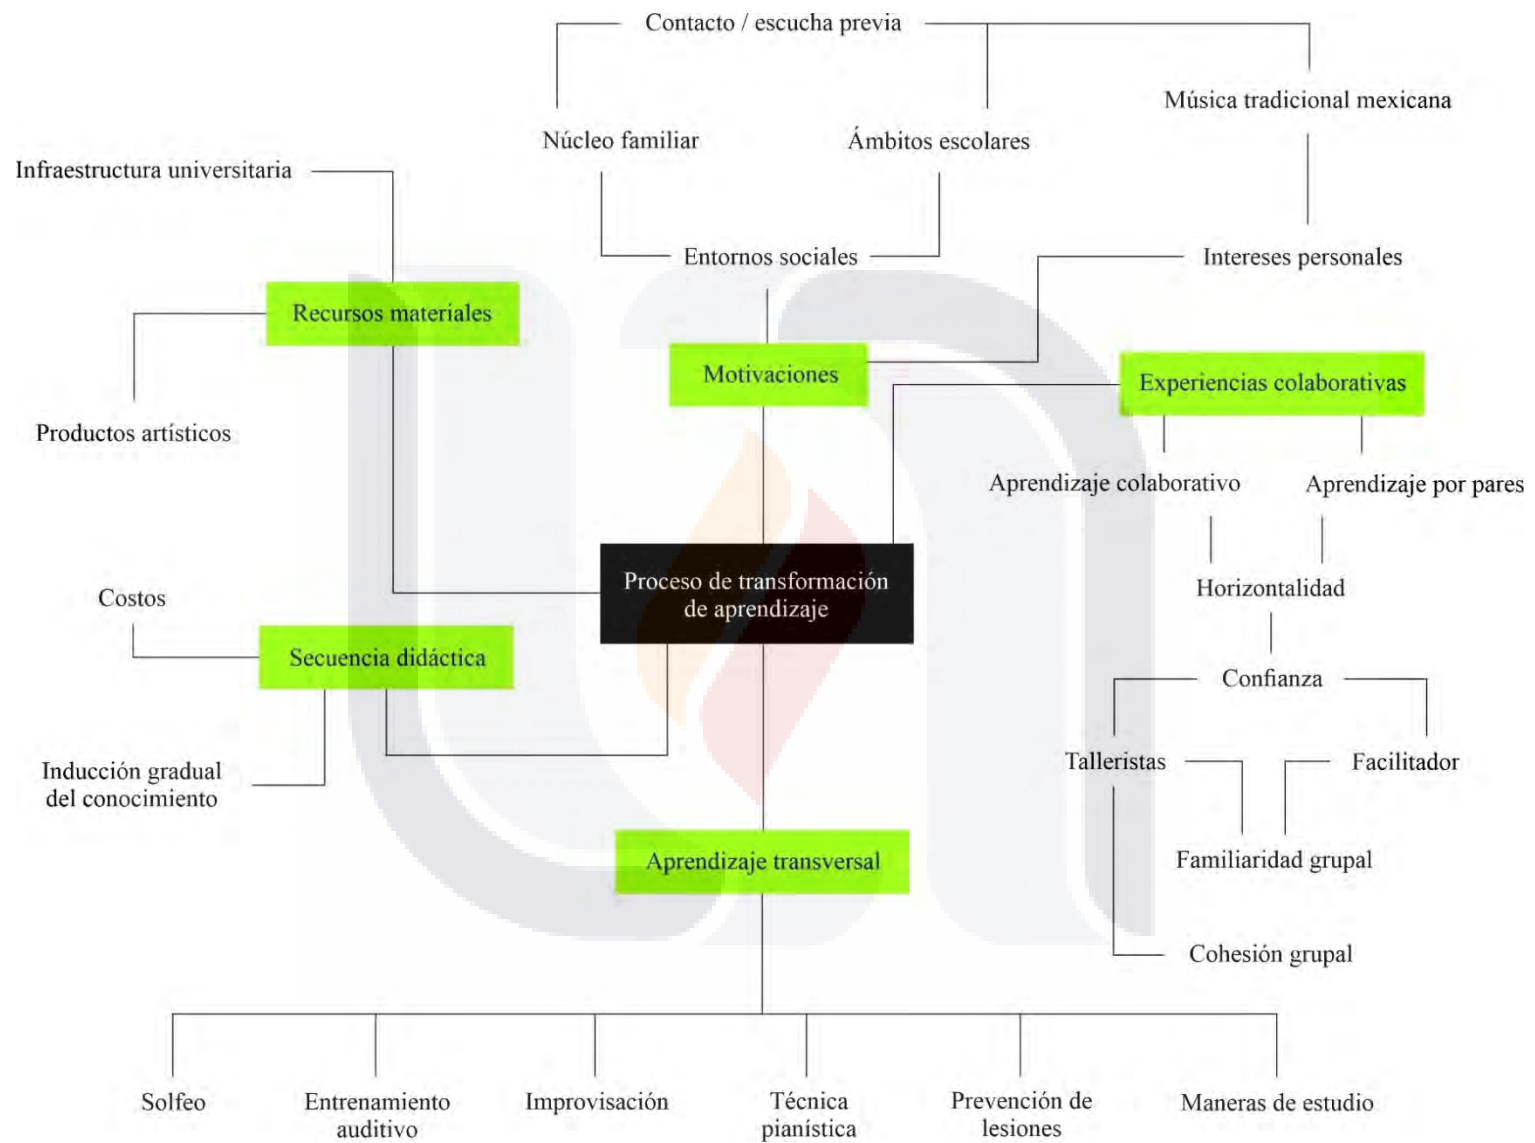 Contacto / escucha previa
Música tradicional mexicana
Núcleo familiar
Ámbitos escolares
Infraestructura universitaria
Entornos sociales
Intereses personales
Recursos materiales
Motivaciones
Experiencias colaborativas
Productos artísticos
Aprendizaje colaborativo
Aprendizaje por pares
Proceso de transformación
de aprendizaje
Horizontalidad
Costos
Secuencia didáctica
Confianza
Inducción gradual
del conocimiento
Talleristas
Facilitador
Aprendizaje transversal
Familiaridad grupal
Cohesión grupal
Solfeo
Entrenamiento
auditivo
Improvisación
Técnica
pianística
Prevención de
lesiones
Maneras de estudio